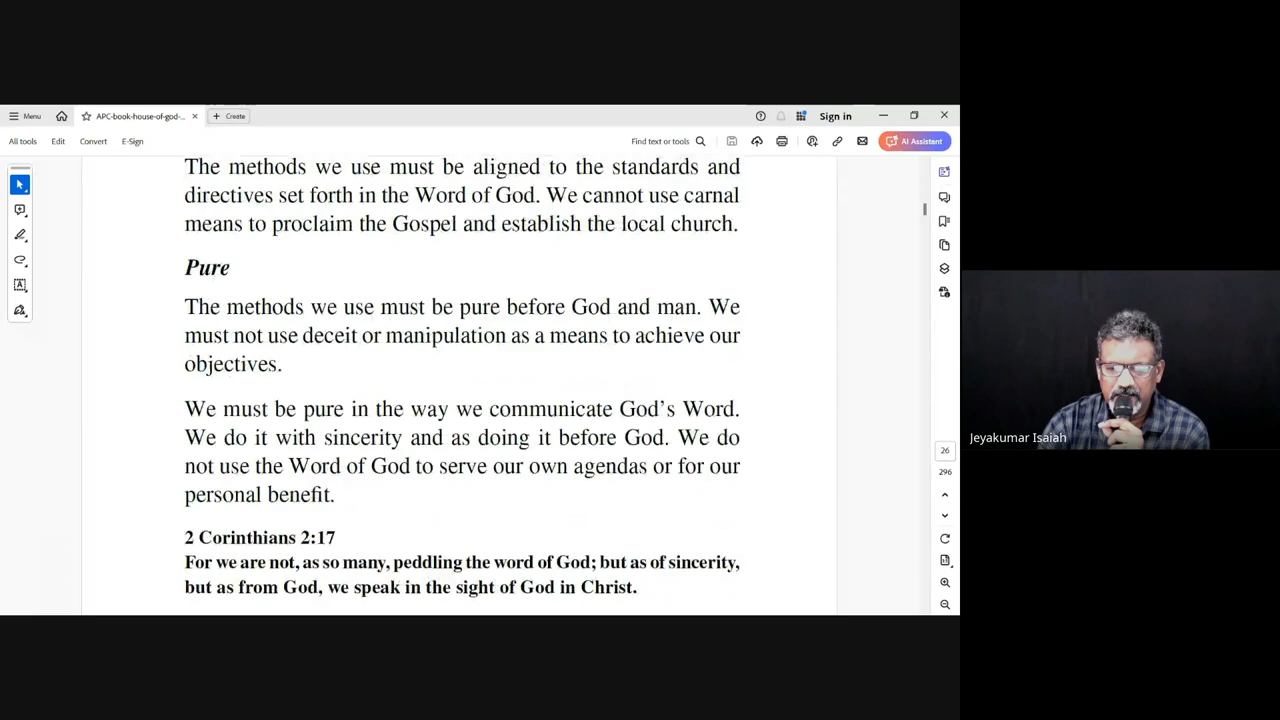 Menu
APC-book-house-of-god-...
Create
Sign in
All tools
Edit
Convert
E-Sign
Find text or tools
AI Assistant
The methods we use must be aligned to the standards and
directives set forth in the Word of God. We cannot use carnal
means to proclaim the Gospel and establish the local church.
Pure
The methods we use must be pure before God and man. We
must not use deceit or manipulation as a means to achieve our
objectives.
We must be pure in the way we communicate God’s Word.
We do it with sincerity and as doing it before God. We do
not use the Word of God to serve our own agendas or for our
personal benefit.
2 Corinthians 2:17
For we are not, as so many, peddling the word of God; but as of sincerity,
but as from God, we speak in the sight of God in Christ.
26
296
Jeyakumar Isaiah